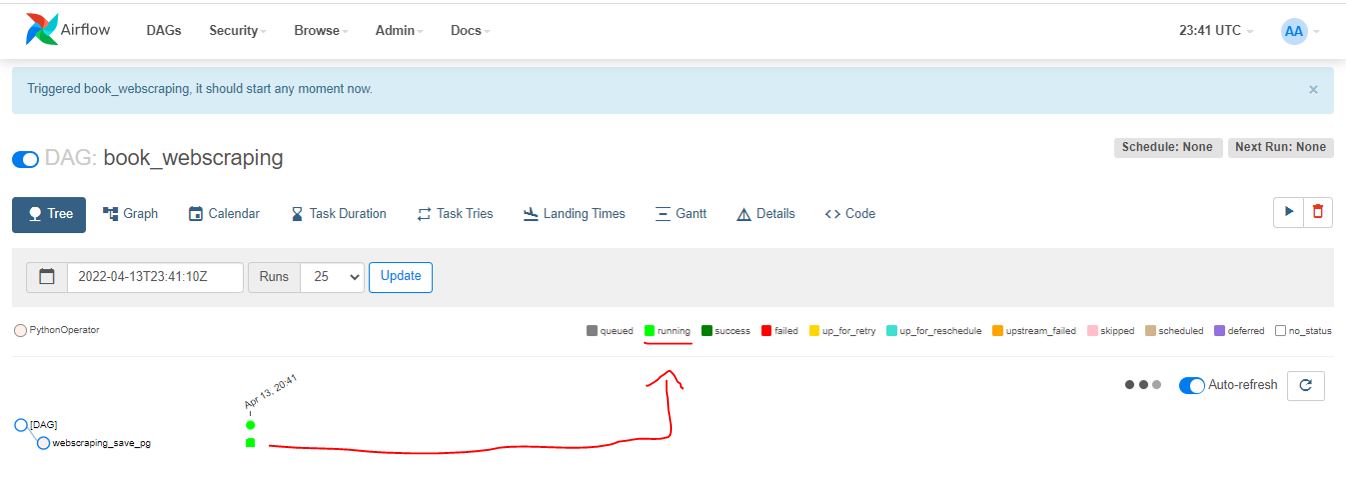 Airflow DAGs Security Browse Admin Docs 23:41 UTC AA
Triggered book_webscraping, it should start any moment now. ×
DAG: book_webscraping Schedule: None Next Run: None
Tree Graph Calendar Task Duration Task Tries Landing Times Gantt Details Code
2022-04-13T23:41:10Z Runs 25 Update
PythonOperator queued running success failed up_for_retry up_for_reschedule upstream_failed skipped scheduled deferred no_status
Apr 13, 20:41 Auto-refresh
[DAG]
webscraping_save_pg